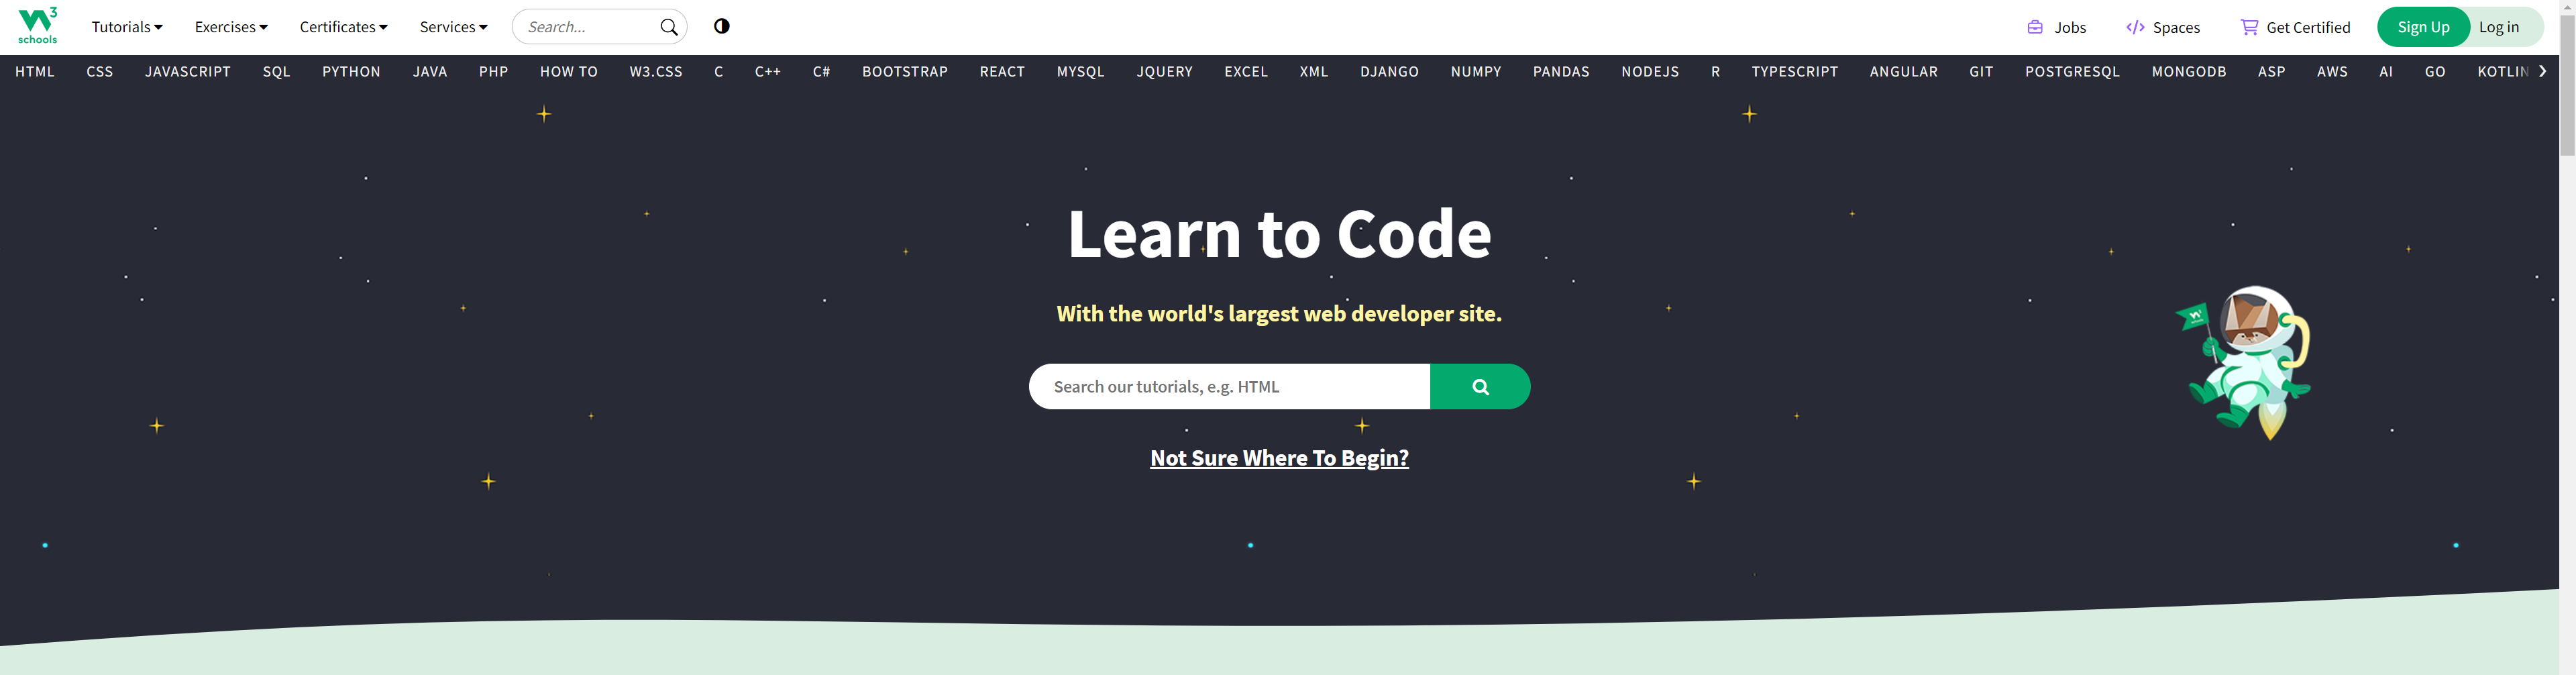 W3 schools
Tutorials Exercises Certificates Services Search... Jobs Spaces Get Certified Sign Up Log in
HTML CSS JAVASCRIPT SQL PYTHON JAVA PHP HOW TO W3.CSS C C++ C# BOOTSTRAP REACT MYSQL JQUERY EXCEL XML DJANGO NUMPY PANDAS NODEJS R TYPESCRIPT ANGULAR GIT POSTGRESQL MONGODB ASP AWS AI GO KOTLIN
Learn to Code
With the world's largest web developer site.
Search our tutorials, e.g. HTML
Not Sure Where To Begin?